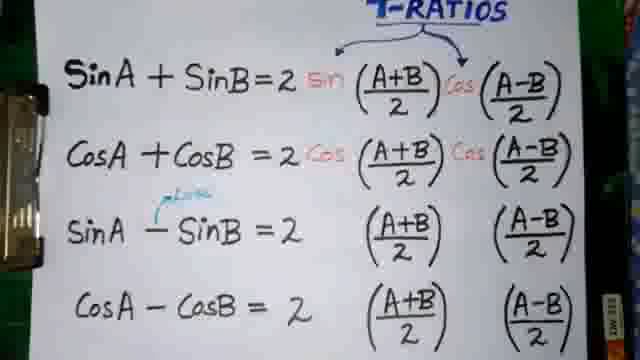 T-RATIOS
SinA + SinB = 2 sin (A+B/2) Cos (A-B/2)
CosA + CosB = 2 Cos (A+B/2) Cos (A-B/2)
SinA - SinB = 2 (A+B/2) (A-B/2)
CosA - CosB = 2 (A+B/2) (A-B/2)